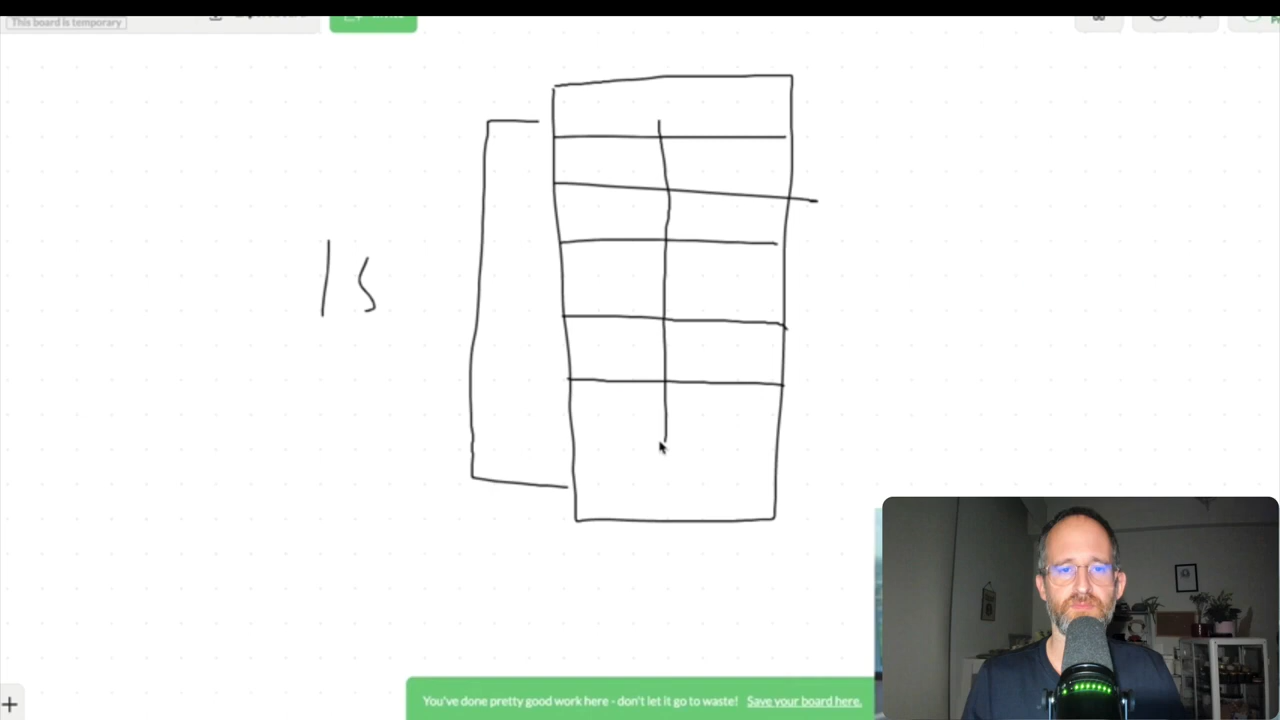 This board is temporary
1s
You've done pretty good work here - don't let it go to waste! Save your board here.